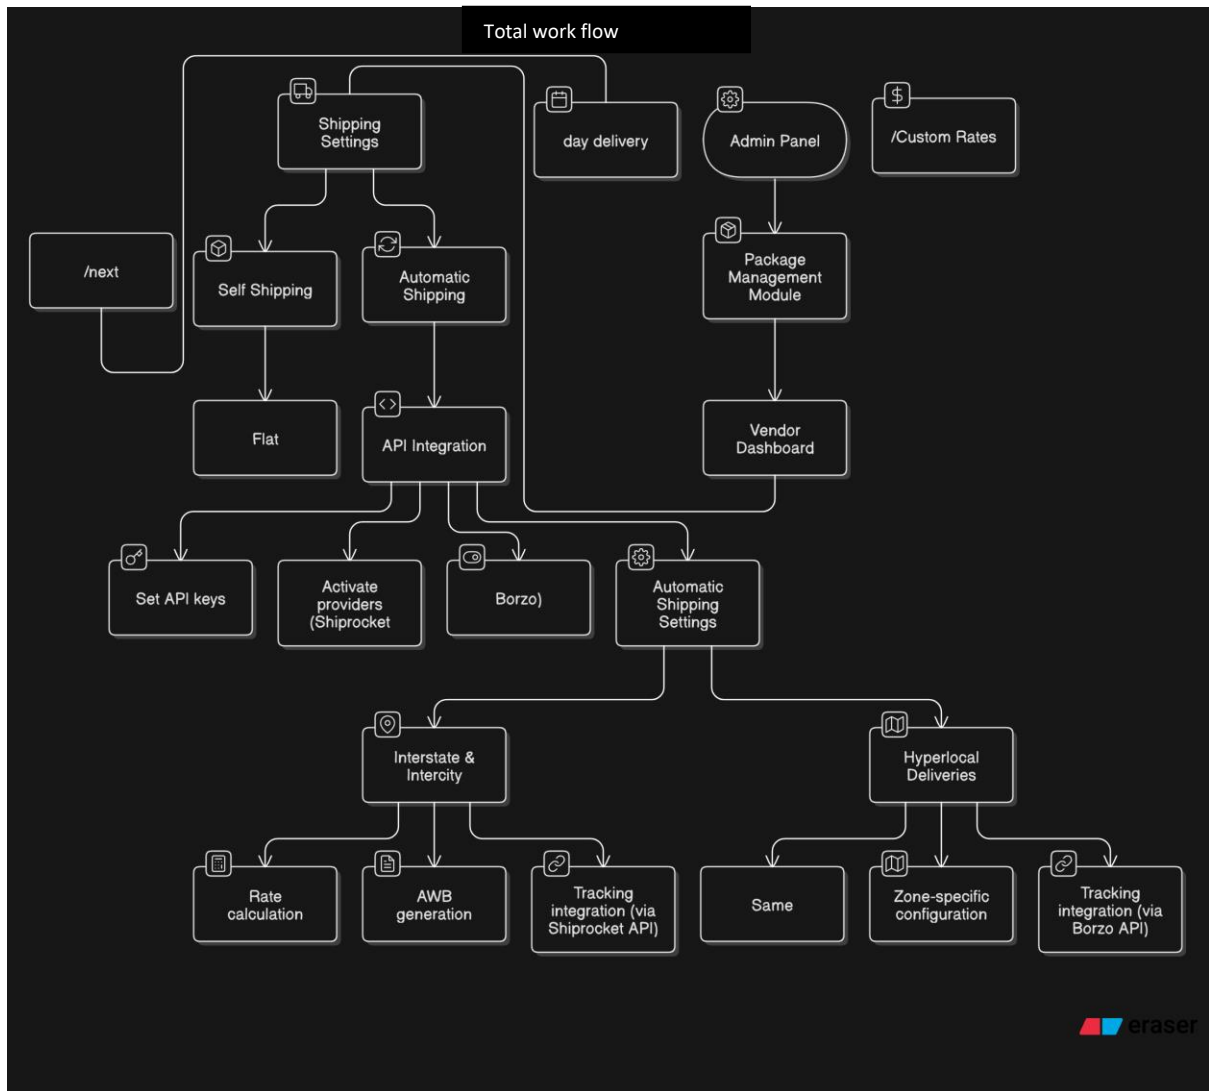 Total work flow
Shipping
Settings
day delivery
Admin Panel
/Custom Rates
/next
Self Shipping
Automatic
Shipping
Package
Management
Module
Flat
API Integration
Vendor
Dashboard
Set API keys
Activate
providers
(Shiprocket
Borzo)
Automatic
Shipping
Settings
Interstate &
Intercity
Hyperlocal
Deliveries
Rate
calculation
AWB
generation
Tracking
integration (via
Shiprocket API)
Same
Zone-specific
configuration
Tracking
integration (via
Borzo API)
eraser